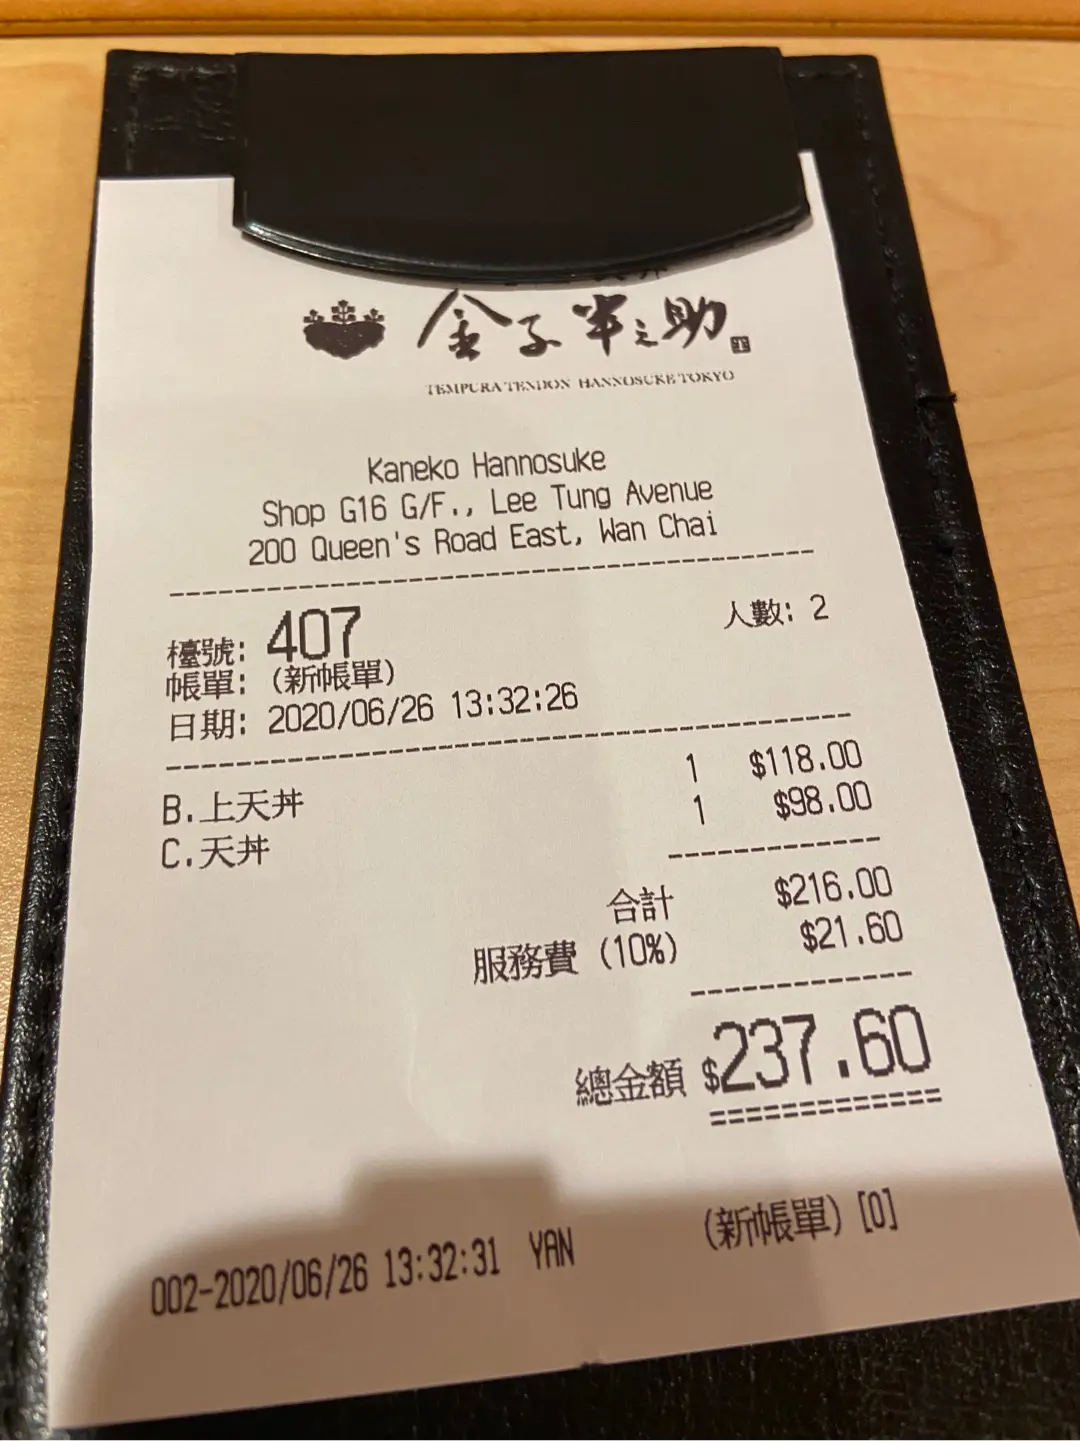 金子半之助
TEMPURA TENDON HANNOSUKE TOKYO
Kaneko Hannosuke
Shop G16 G/F., Lee Tung Avenue
200 Queen's Road East, Wan Chai
檯號: 407 人數: 2
帳單: (新帳單)
日期: 2020/06/26 13:32:26
B.上天丼 1 $118.00
C.天丼 1 $98.00
合計 $216.00
服務費 (10%) $21.60
總金額 $237.60
(新帳單) [0]
002-2020/06/26 13:32:31 YAN